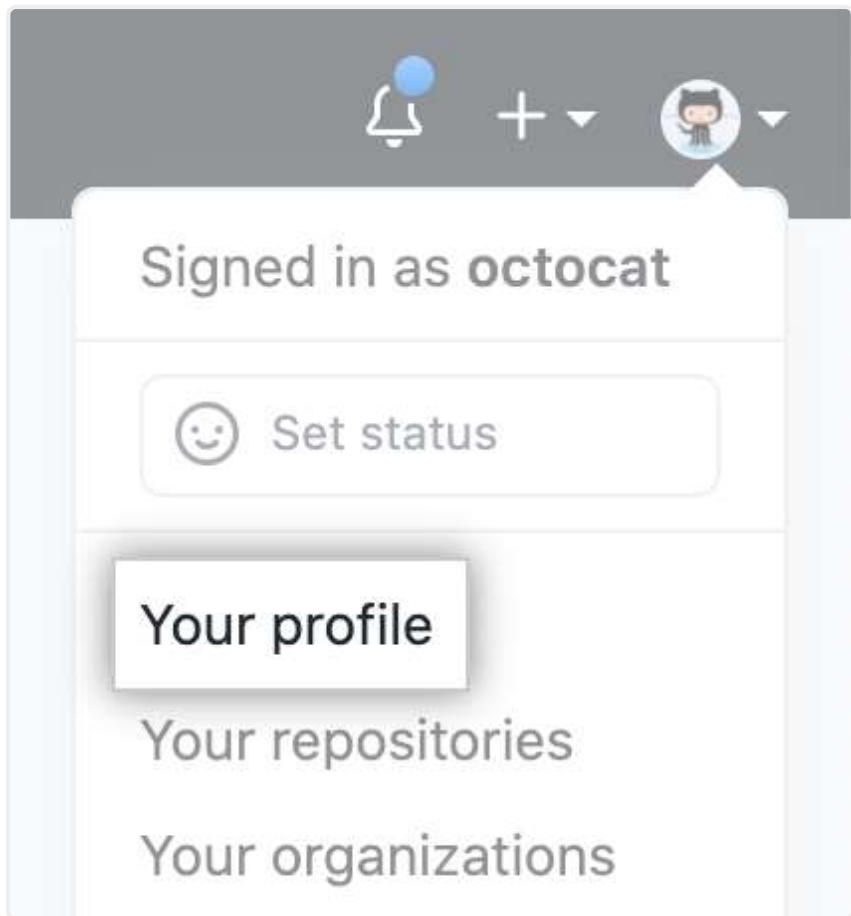 Signed in as octocat
Set status
Your profile
Your repositories
Your organizations